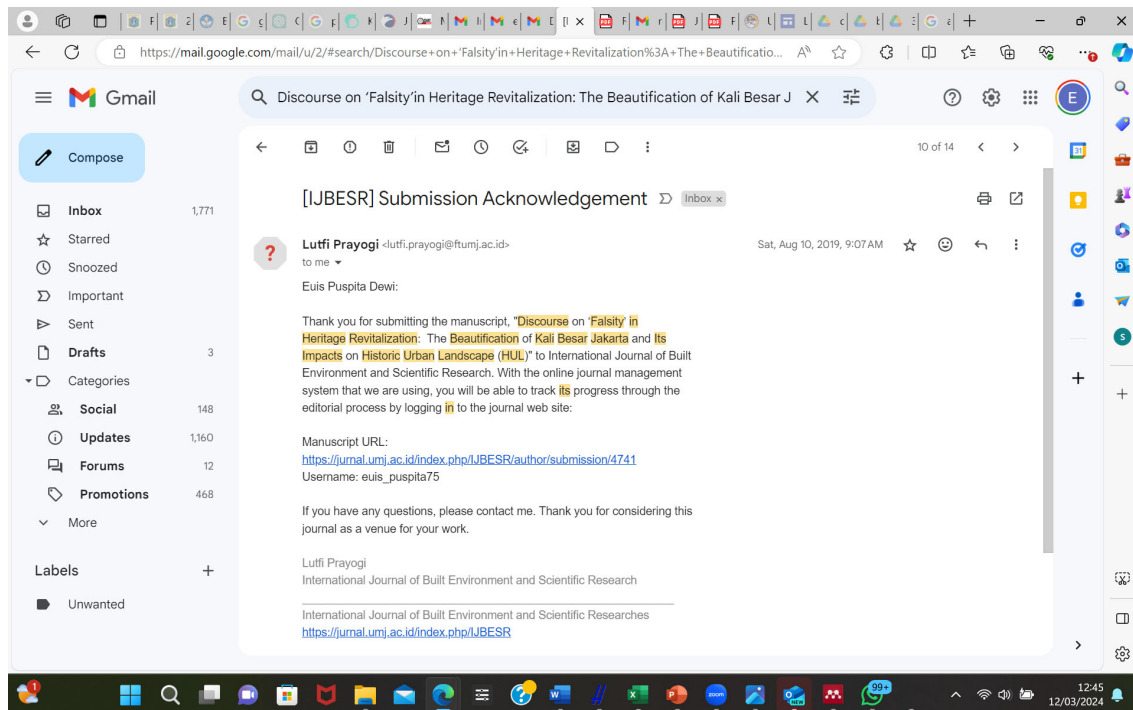 https://mail.google.com/mail/u/2/#search/Discourse+on+'Falsity'in+Heritage+Revitalization%3A+The+Beautificatio...
Gmail
Discourse on 'Falsity'in Heritage Revitalization: The Beautification of Kali Besar J
E
Compose
10 of 14
31
[IJBESR] Submission Acknowledgement
Inbox x
Inbox 1,771
Starred
Snoozed
Important
Sent
Drafts 3
Categories
Social 148
Updates 1,160
Forums 12
Promotions 468
More
Labels
Unwanted
Lutfi Prayogi <lutfi.prayogi@ftumj.ac.id>
Sat, Aug 10, 2019, 9:07 AM
to me
Euis Puspita Dewi:
Thank you for submitting the manuscript, "Discourse on 'Falsity' in
Heritage Revitalization:  The Beautification of Kali Besar Jakarta and Its
Impacts on Historic Urban Landscape (HUL)" to International Journal of Built
Environment and Scientific Research. With the online journal management
system that we are using, you will be able to track its progress through the
editorial process by logging in to the journal web site:
Manuscript URL:
https://jurnal.umj.ac.id/index.php/IJBESR/author/submission/4741
Username: euis_puspita75
If you have any questions, please contact me. Thank you for considering this
journal as a venue for your work.
Lutfi Prayogi
International Journal of Built Environment and Scientific Research
International Journal of Built Environment and Scientific Researches
https://jurnal.umj.ac.id/index.php/IJBESR
S
1
99+
zoom
NEW
12:45
12/03/2024